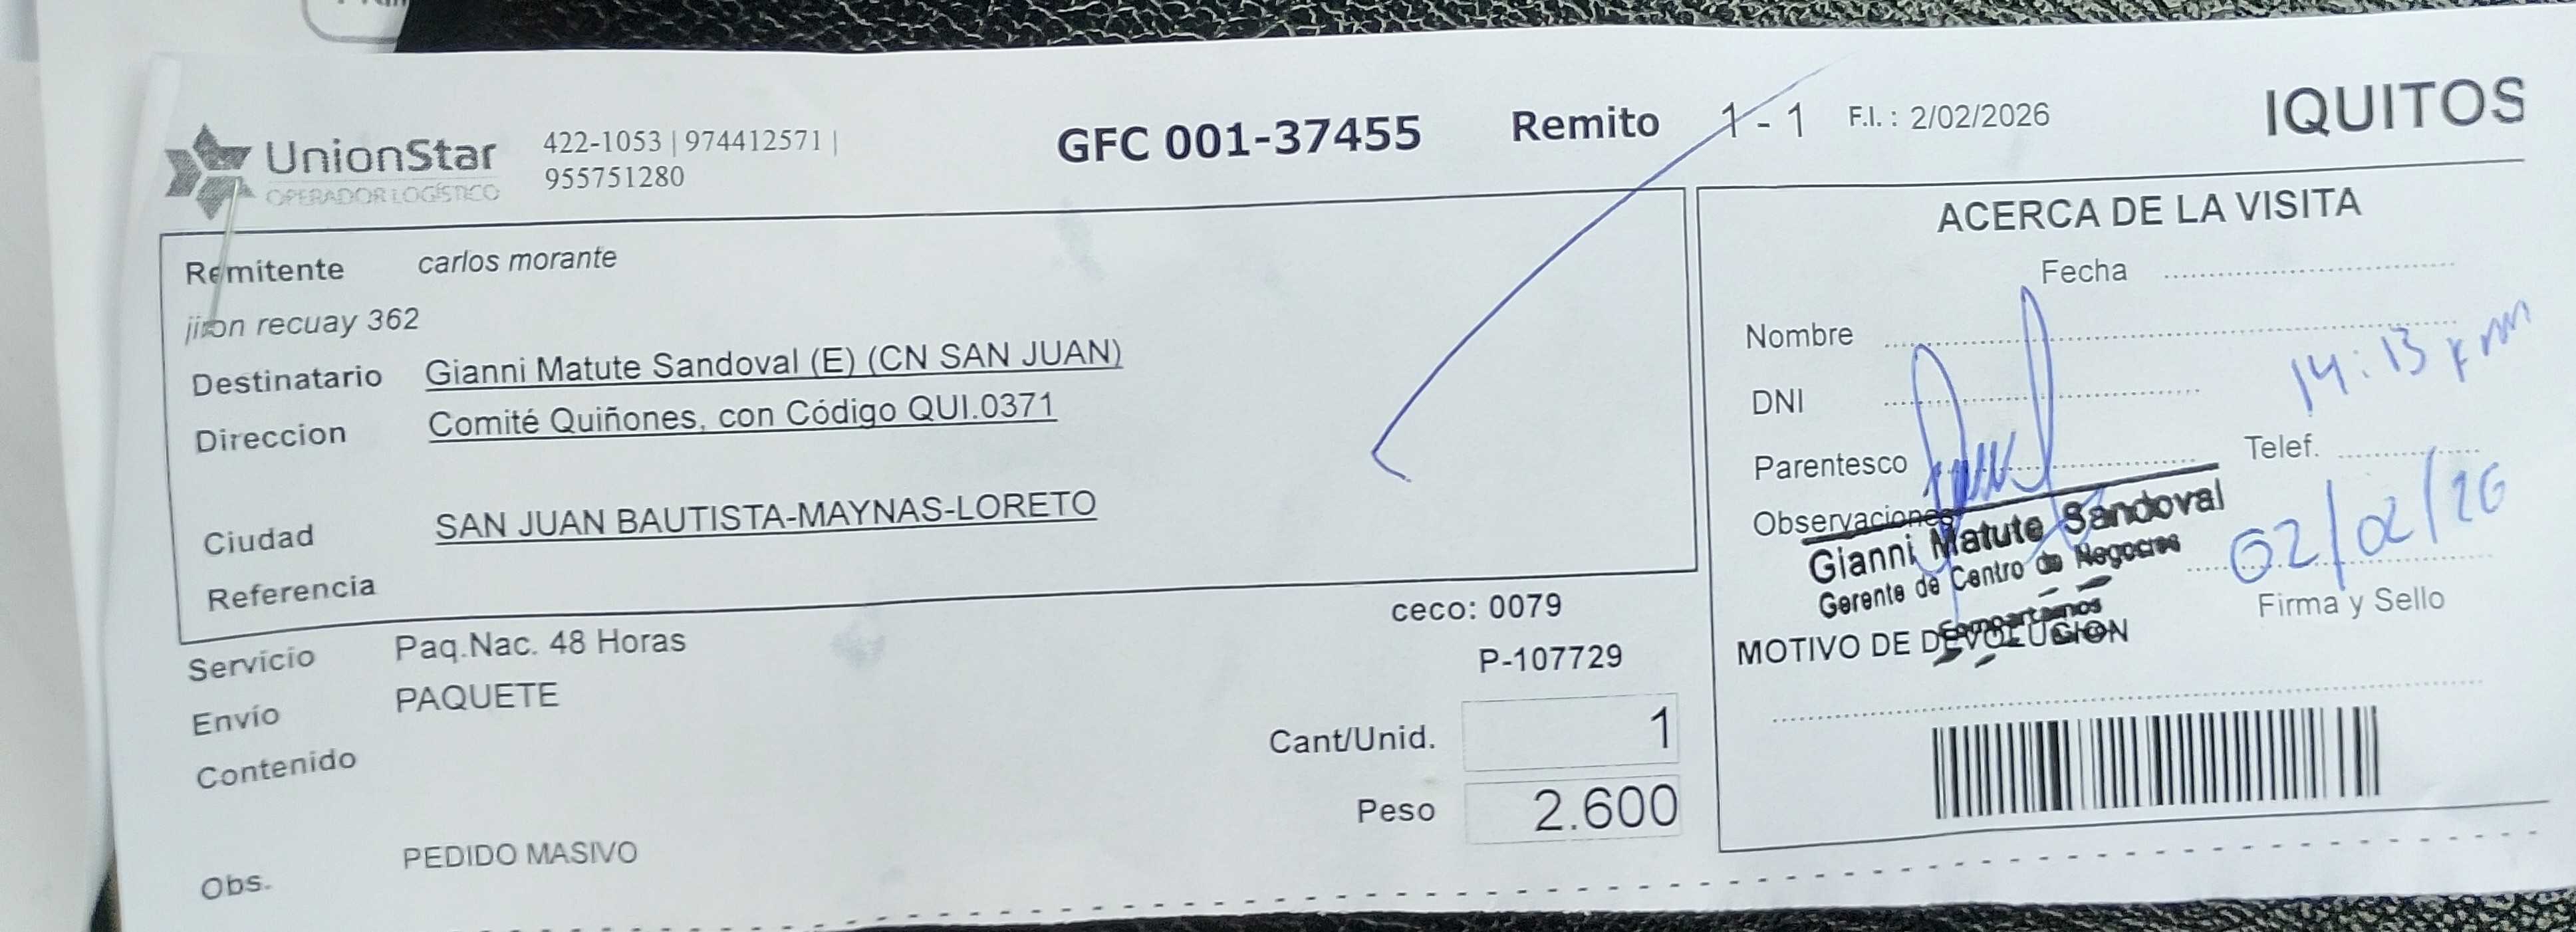 UnionStar
OPERADOR LOGÍSTICO
422-1053 | 974412571 |
955751280
GFC 001-37455
Remito 1 - 1
F.I. : 2/02/2026
IQUITOS
Remitente carlos morante
jiron recuay 362
Destinatario Gianni Matute Sandoval (E) (CN SAN JUAN)
Direccion Comité Quiñones, con Código QUI.0371
Ciudad SAN JUAN BAUTISTA-MAYNAS-LORETO
Referencia
Servicio Paq.Nac. 48 Horas
Envío PAQUETE
Contenido
Obs. PEDIDO MASIVO
ceco: 0079
P-107729
Cant/Unid. 1
Peso 2.600
ACERCA DE LA VISITA
Fecha
Nombre
14:13 pm
DNI
Parentesco
Telef.
Observaciones
Gianni Matute Sandoval
Gerente de Centro de Negocios
Compartamos
02/02/26
Firma y Sello
MOTIVO DE DEVOLUCION